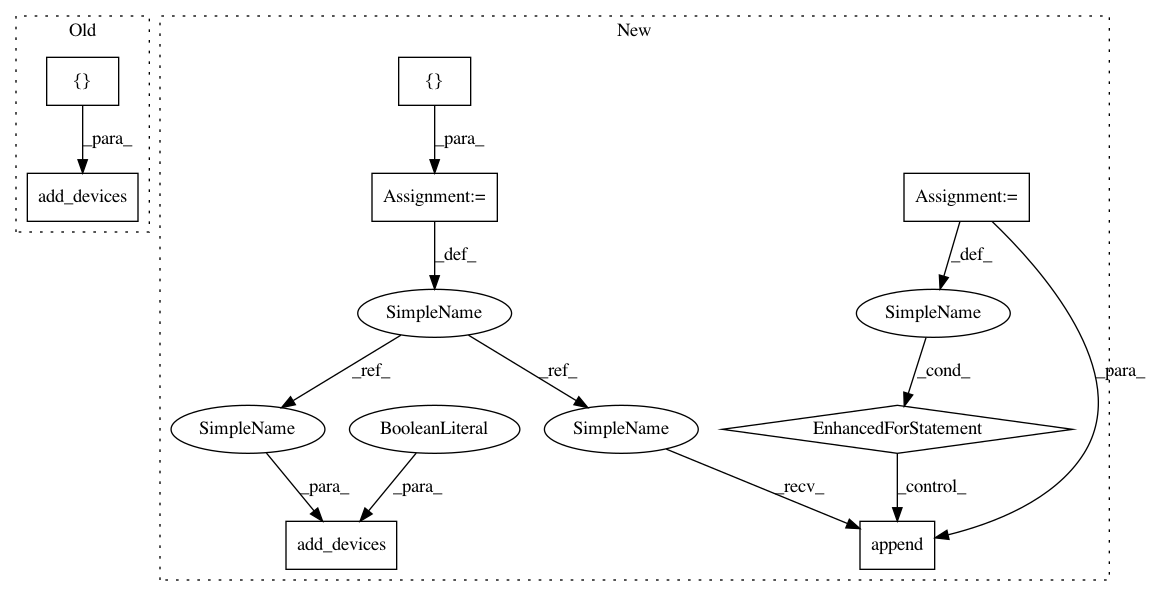 Old
New
{}
{}
_para_
_para_
add_devices
Assignment:=
Assignment:=
_def_
_def_
SimpleName
SimpleName
_ref_
_ref_
_cond_
_para_
SimpleName
BooleanLiteral
SimpleName
EnhancedForStatement
_para_
_para_
_recv_
_control_
add_devices
append